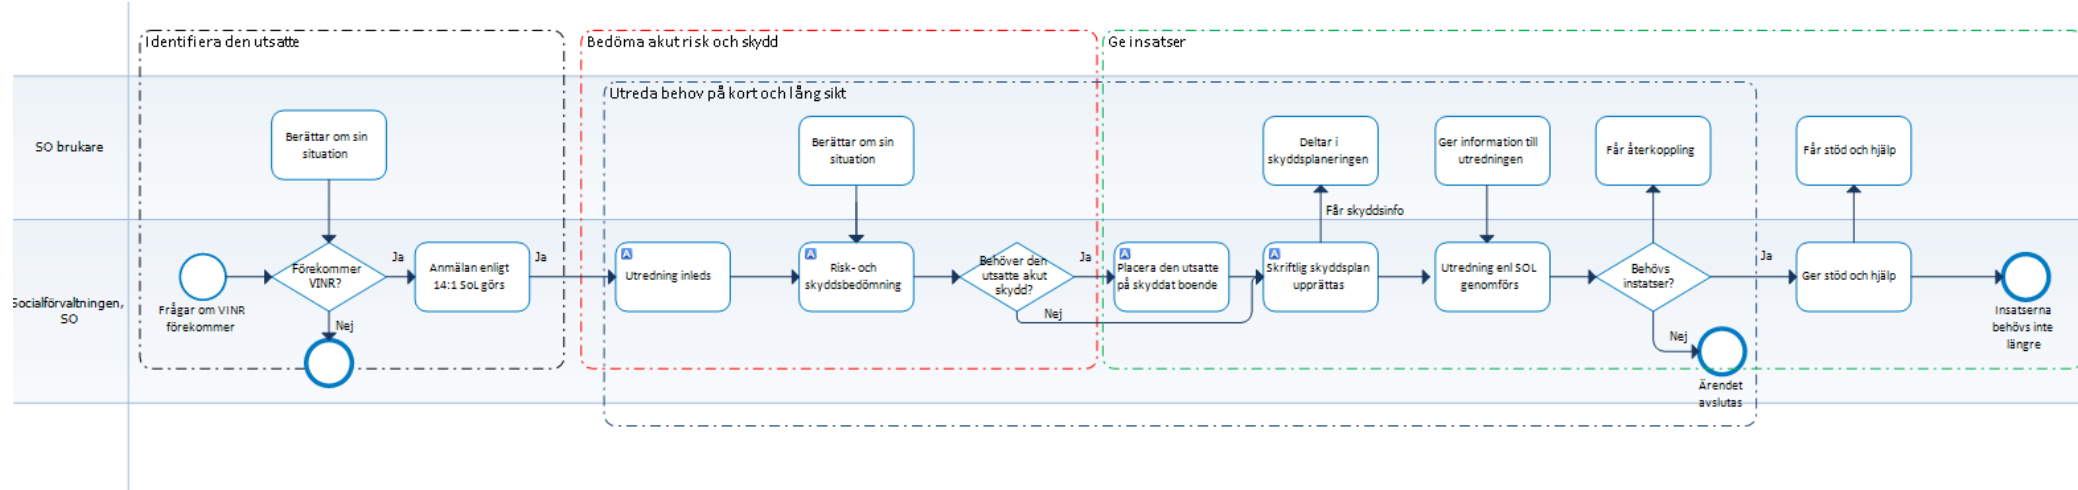 Identifiera den utsatte
Bedöma akut risk och skydd
Ge insatser
Utreda behov på kort och lång sikt
SO brukare
Berättar om sin
situation
Berättar om sin
situation
Deltar i
skyddsplaneringen
Ger information till
utredningen
Får återkoppling
Får stöd och hjälp
Får skyddsinfo
Socialförvaltningen,
SO
Frågar om VINR
förekommer
Förekommer
VINR?
Ja
Nej
Anmälan enligt
14:1 SoL görs
Ja
A
Utredning inleds
A
Risk- och
skyddsbedömning
Behöver den
utsatte akut
skydd?
Ja
Nej
A
Placera den utsatte
på skyddat boende
A
Skriftlig skyddsplan
upprättas
Utredning enl SOL
genomförs
Behövs
instatser?
Ja
Nej
Ärendet
avslutas
Ger stöd och hjälp
Insatserna
behövs inte
längre